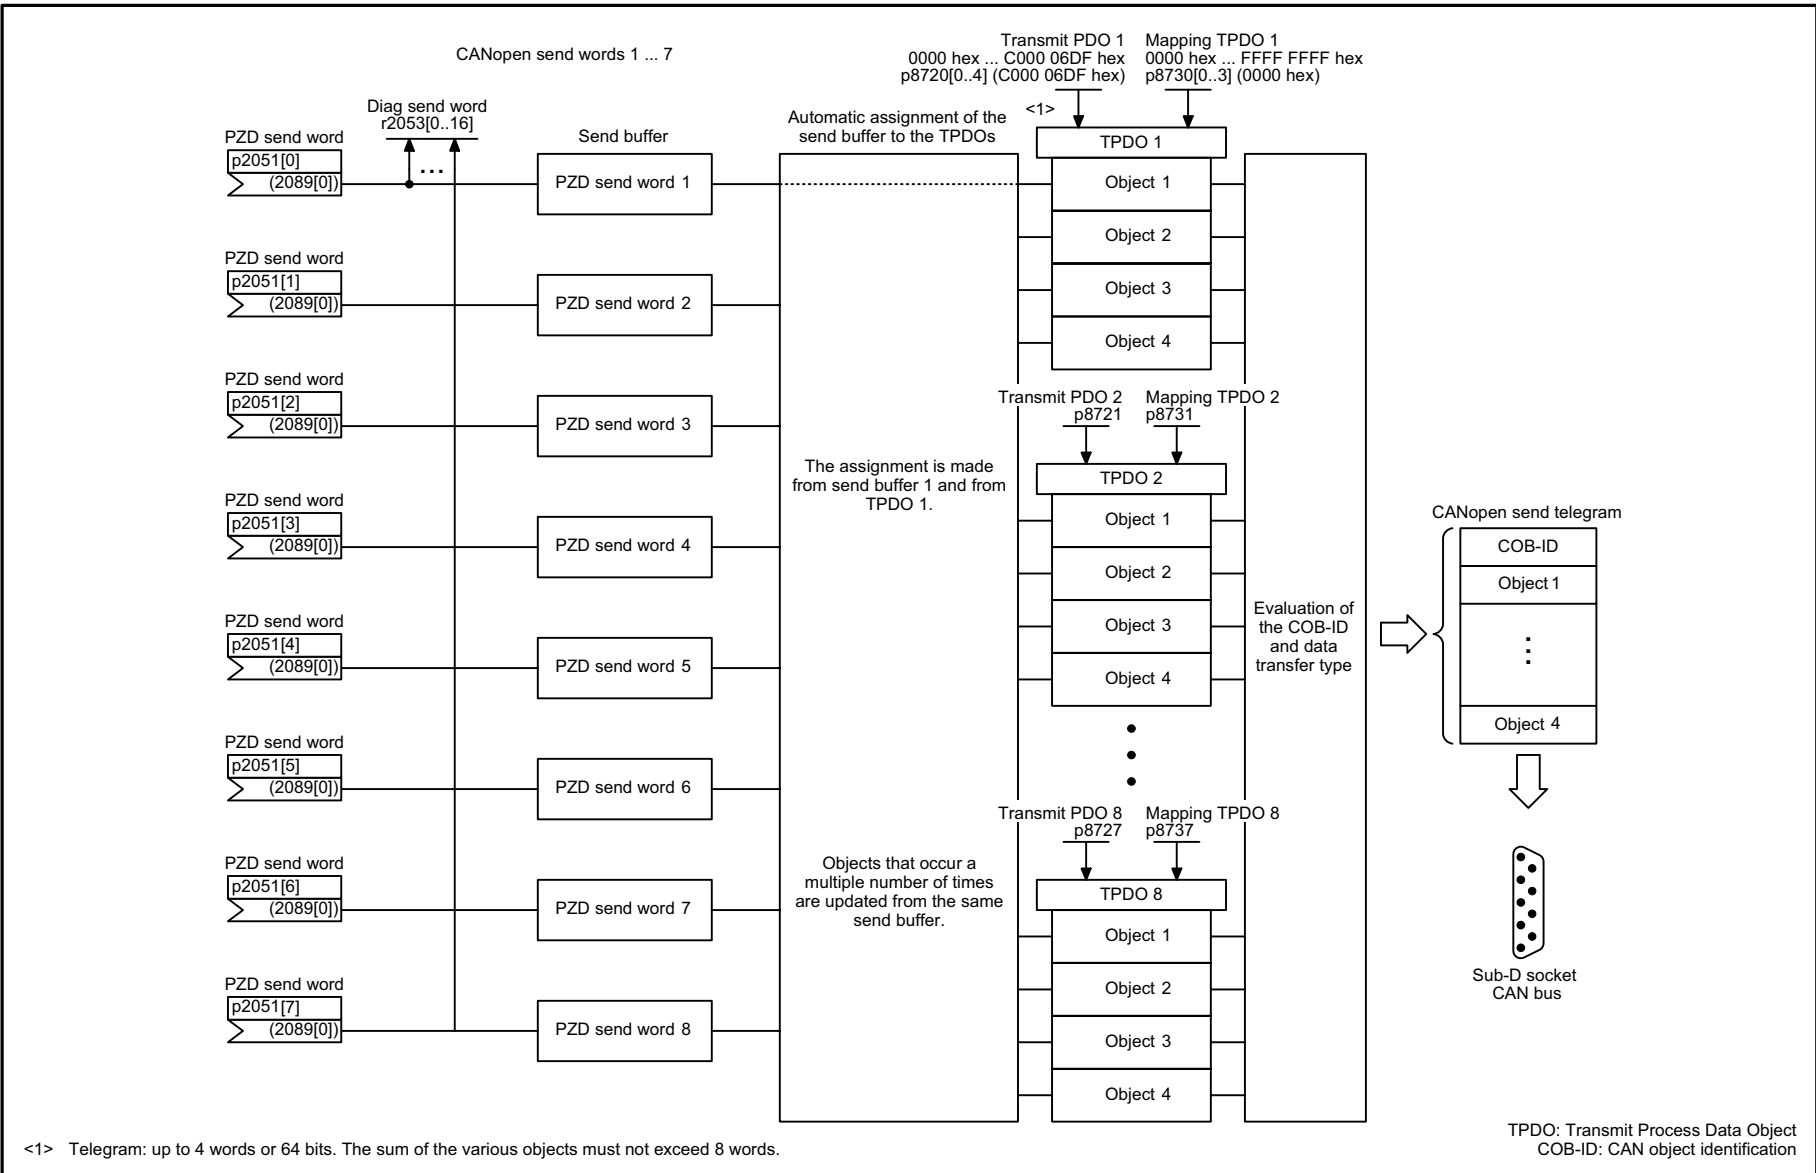 CANopen send words 1 ... 7
Diag send word
r2053[0..16]
...
PZD send word
p2051[0]
(2089[0])
PZD send word
p2051[1]
(2089[0])
PZD send word
p2051[2]
(2089[0])
PZD send word
p2051[3]
(2089[0])
PZD send word
p2051[4]
(2089[0])
PZD send word
p2051[5]
(2089[0])
PZD send word
p2051[6]
(2089[0])
PZD send word
p2051[7]
(2089[0])
Send buffer
PZD send word 1
PZD send word 2
PZD send word 3
PZD send word 4
PZD send word 5
PZD send word 6
PZD send word 7
PZD send word 8
Automatic assignment of the
send buffer to the TPDOs
The assignment is made
from send buffer 1 and from
TPDO 1.
Objects that occur a
multiple number of times
are updated from the same
send buffer.
Transmit PDO 1
0000 hex ... C000 06DF hex
p8720[0..4] (C000 06DF hex)
Mapping TPDO 1
0000 hex ... FFFF FFFF hex
p8730[0..3] (0000 hex)
<1>
TPDO 1
Object 1
Object 2
Object 3
Object 4
Transmit PDO 2
p8721
Mapping TPDO 2
p8731
TPDO 2
Object 1
Object 2
Object 3
Object 4
Transmit PDO 8
p8727
Mapping TPDO 8
p8737
TPDO 8
Object 1
Object 2
Object 3
Object 4
Evaluation of
the COB-ID
and data
transfer type
CANopen send telegram
COB-ID
Object 1
Object 4
Sub-D socket
CAN bus
<1> Telegram: up to 4 words or 64 bits. The sum of the various objects must not exceed 8 words.
TPDO: Transmit Process Data Object
COB-ID: CAN object identification